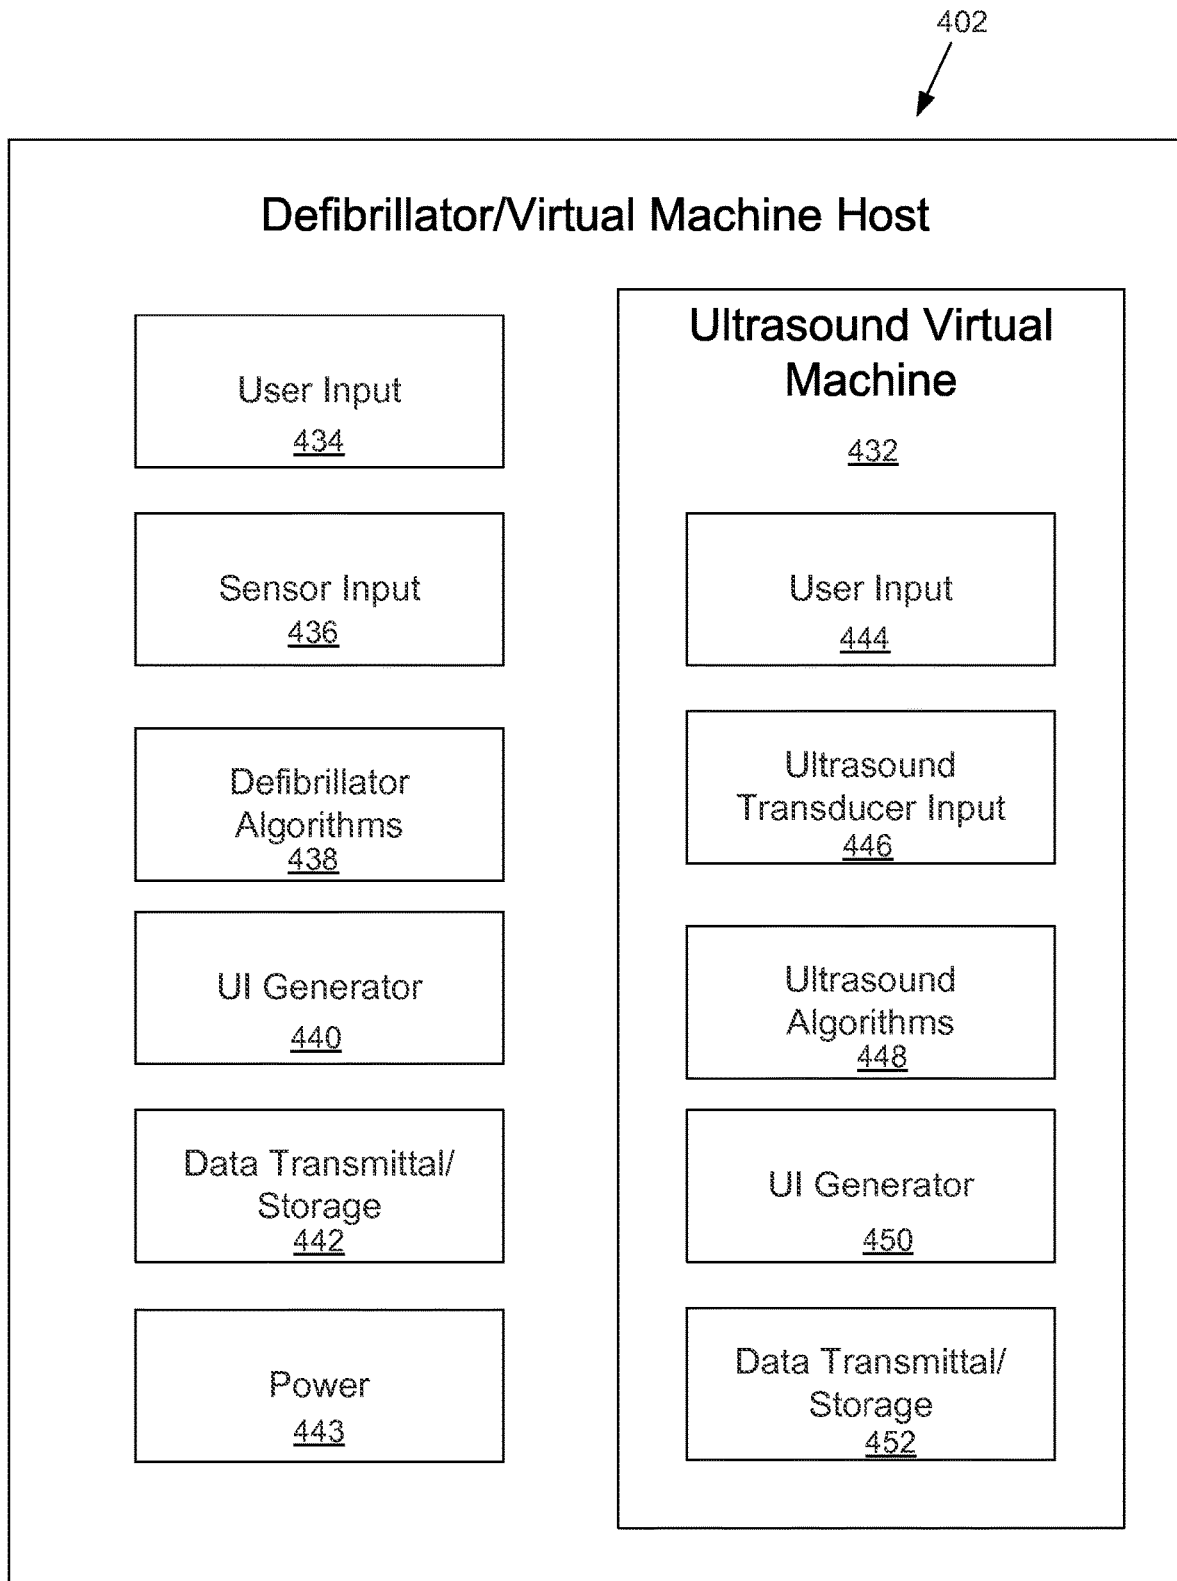 402
Defibrillator/Virtual Machine Host
User Input
434
Sensor Input
436
Defibrillator
Algorithms
438
UI Generator
440
Data Transmittal/
Storage
442
Power
443
Ultrasound Virtual
Machine
432
User Input
444
Ultrasound
Transducer Input
446
Ultrasound
Algorithms
448
UI Generator
450
Data Transmittal/
Storage
452